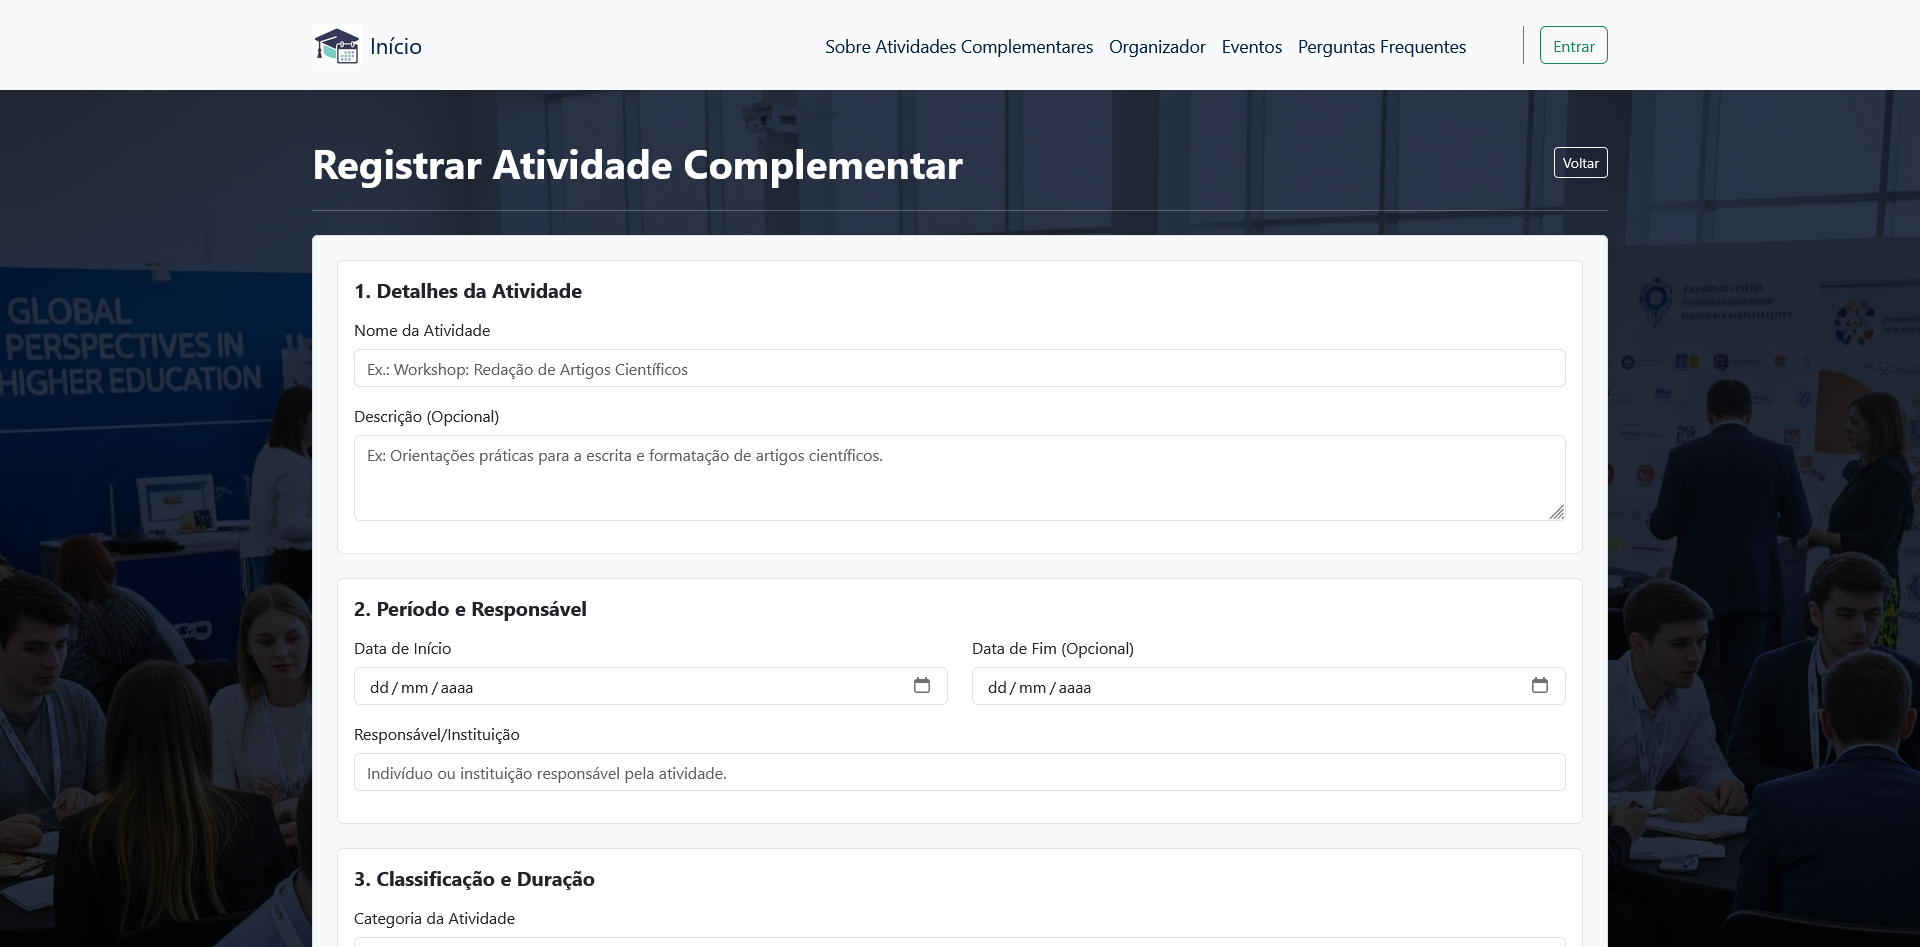 Início
Sobre Atividades Complementares
Organizador
Eventos
Perguntas Frequentes
Entrar
Registrar Atividade Complementar
Voltar
GLOBAL
PERSPECTIVES IN
HIGHER EDUCATION
1. Detalhes da Atividade
Nome da Atividade
Ex.: Workshop: Redação de Artigos Científicos
Descrição (Opcional)
Ex: Orientações práticas para a escrita e formatação de artigos científicos.
2. Período e Responsável
Data de Início
Data de Fim (Opcional)
dd/mm/aaaa
dd/mm/aaaa
Responsável/Instituição
Indivíduo ou instituição responsável pela atividade.
3. Classificação e Duração
Categoria da Atividade